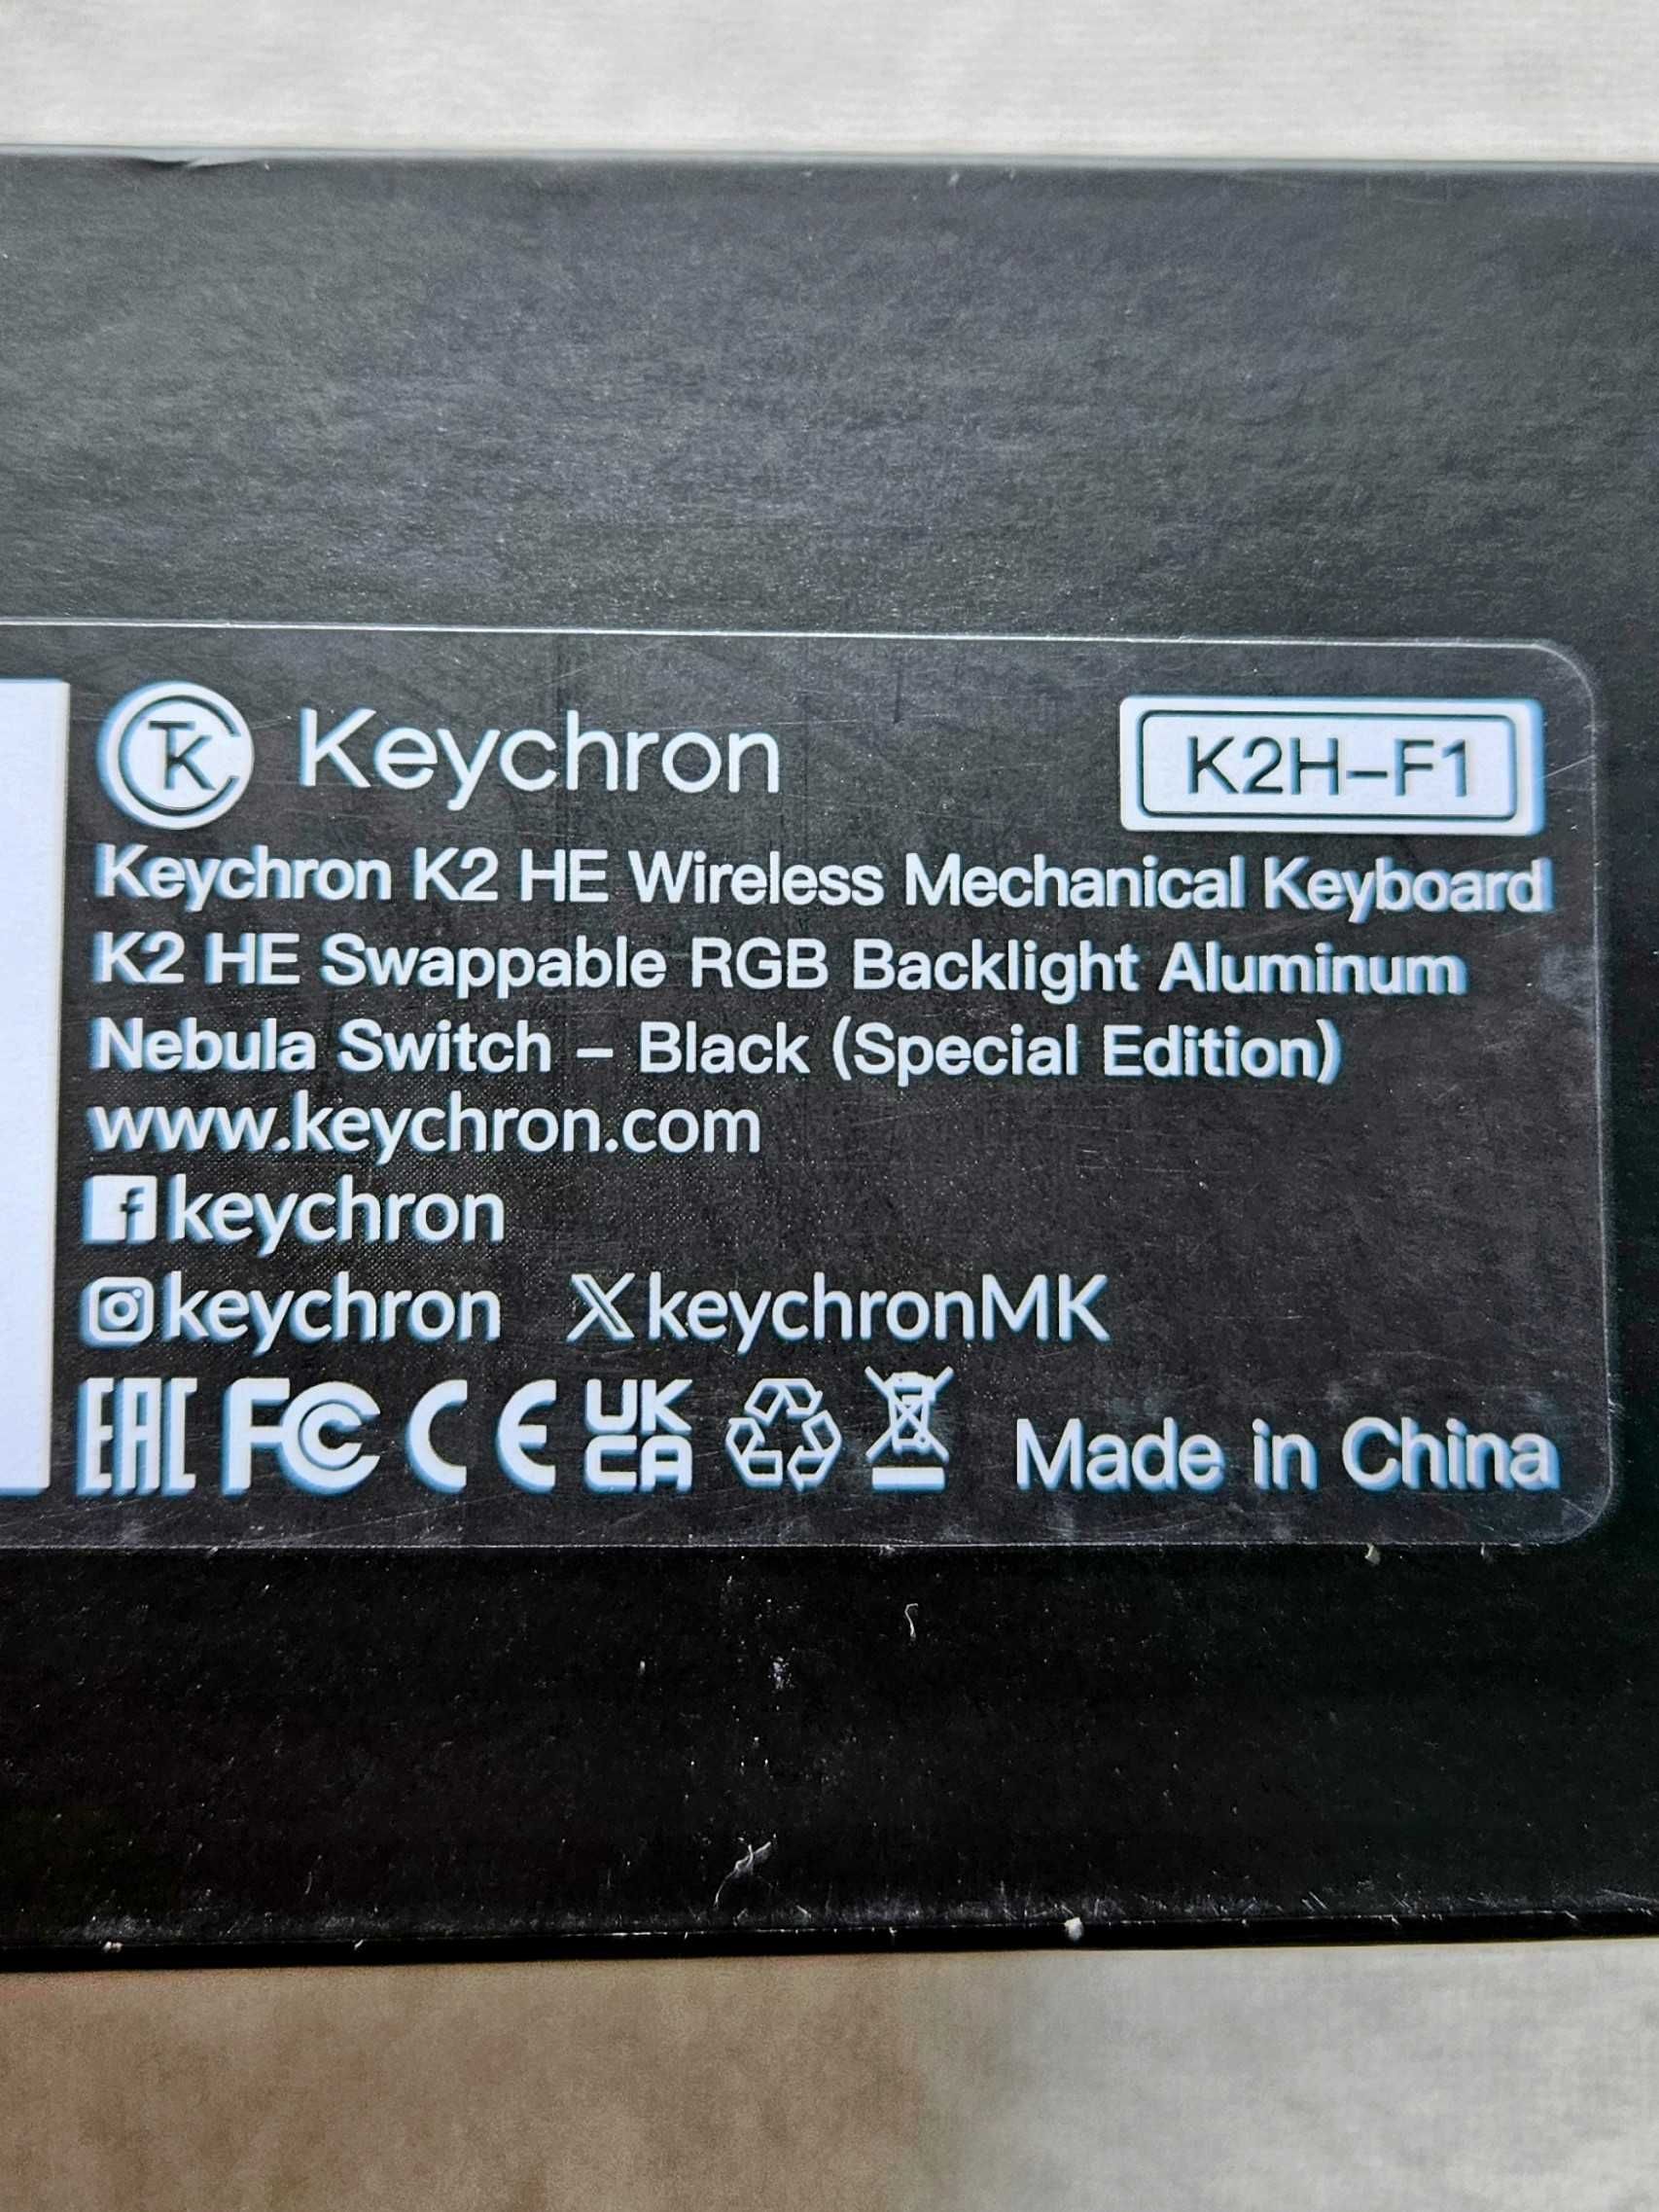 Keychron
K2H-F1
Keychron K2 HE Wireless Mechanical Keyboard
K2 HE Swappable RGB Backlight Aluminum
Nebula Switch – Black (Special Edition)
www.keychron.com
keychron
keychron XkeychronMK
EAC FC CE UK CA Made in China